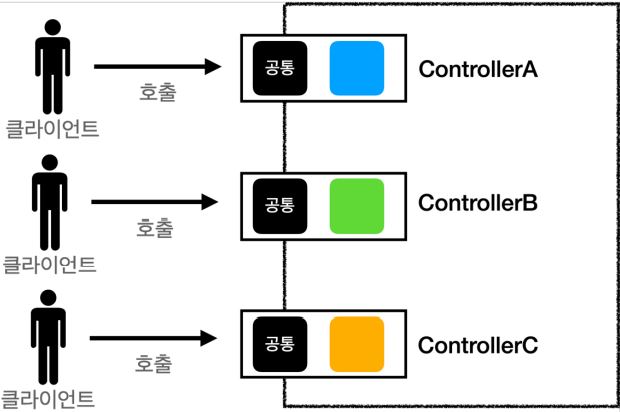 공통
ControllerA
호출
클라이언트
공통
ControllerB
호출
클라이언트
공통
ControllerC
호출
클라이언트